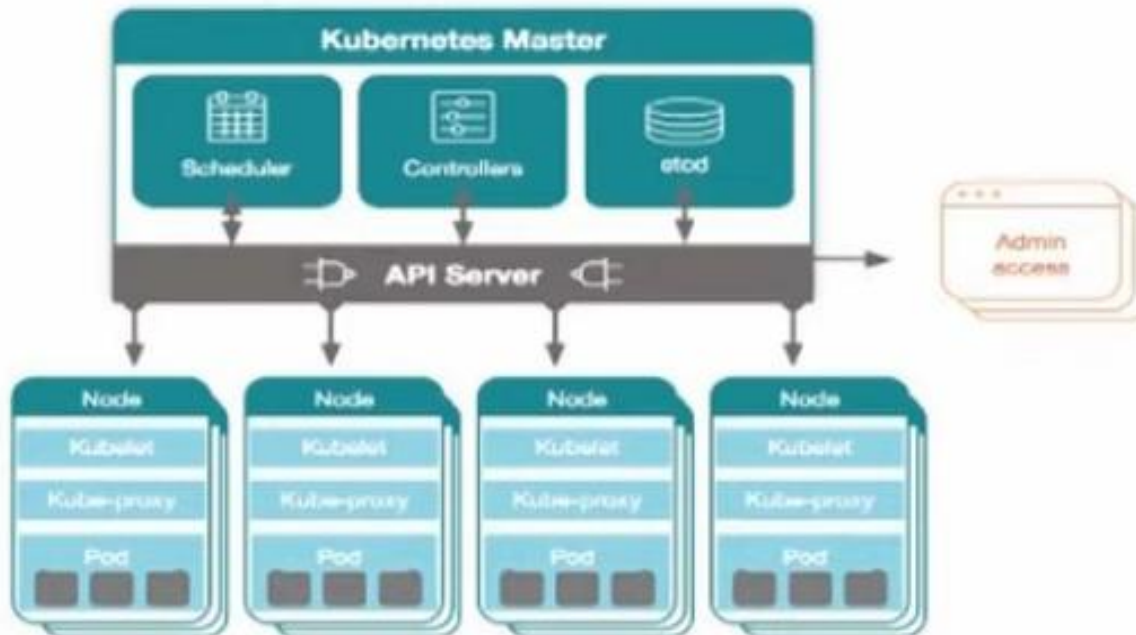 Kubernetes Master
Scheduler
Controllers
etcd
API Server
Admin
access
Node
Node
Node
Node
Kubelet
Kubelet
Kubelet
Kubelet
Kube-proxy
Kube-proxy
Kube-proxy
Kube-proxy
Pod
Pod
Pod
Pod